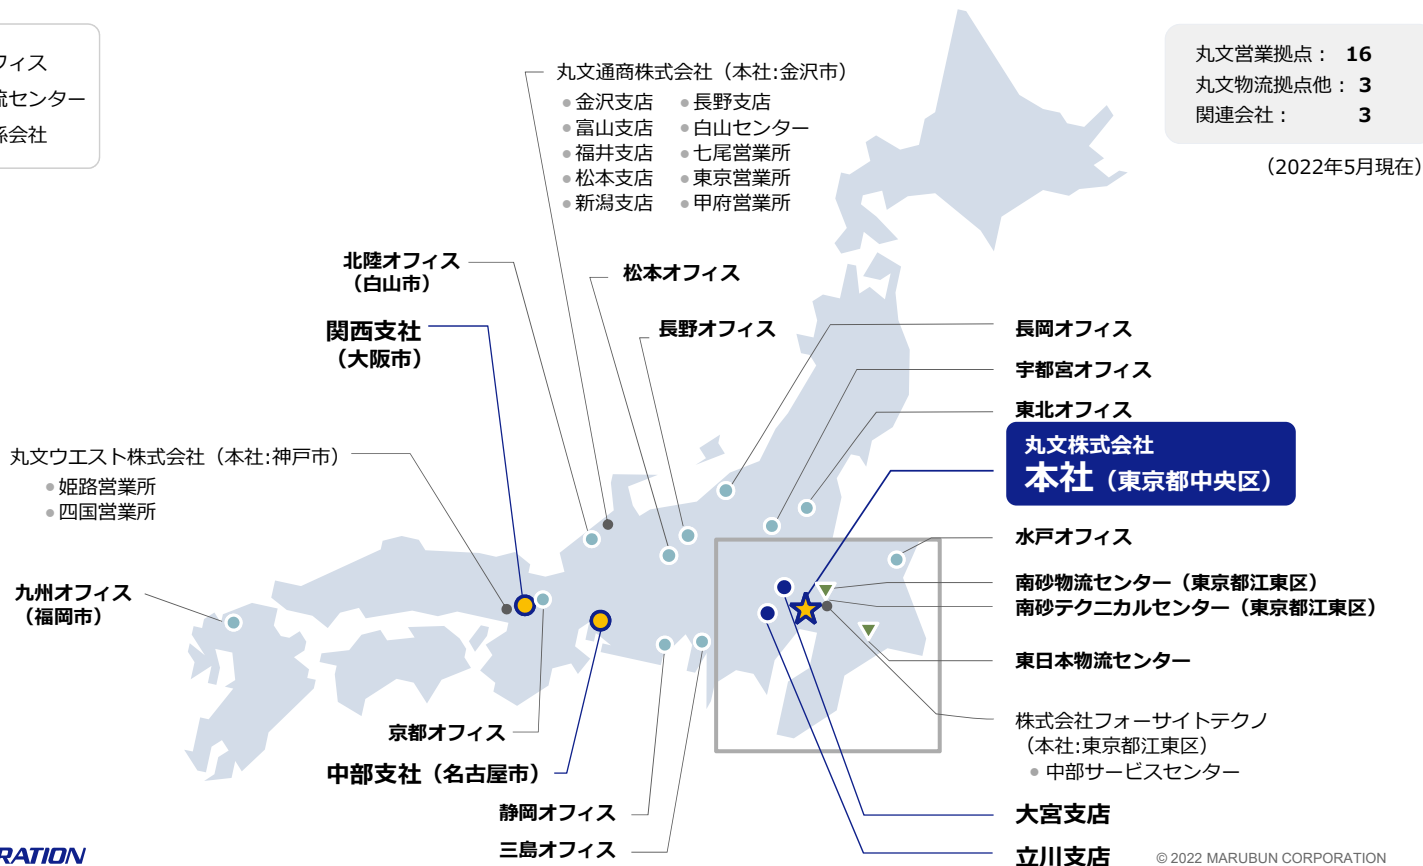 フィス
流センター
係会社
丸文営業拠点： 16
丸文物流拠点他： 3
関連会社： 3
（2022年5月現在）
丸文通商株式会社（本社:金沢市）
金沢支店 長野支店
富山支店 白山センター
福井支店 七尾営業所
松本支店 東京営業所
新潟支店 甲府営業所
北陸オフィス
（白山市）
松本オフィス
関西支社
（大阪市）
長野オフィス
長岡オフィス
宇都宮オフィス
東北オフィス
丸文株式会社
本社（東京都中央区）
丸文ウエスト株式会社（本社:神戸市）
姫路営業所
四国営業所
水戸オフィス
九州オフィス
（福岡市）
南砂物流センター（東京都江東区）
南砂テクニカルセンター（東京都江東区）
東日本物流センター
京都オフィス
中部支社（名古屋市）
株式会社フォーサイトテクノ
（本社:東京都江東区）
中部サービスセンター
静岡オフィス
大宮支店
三島オフィス
立川支店
RATION
© 2022 MARUBUN CORPORATION